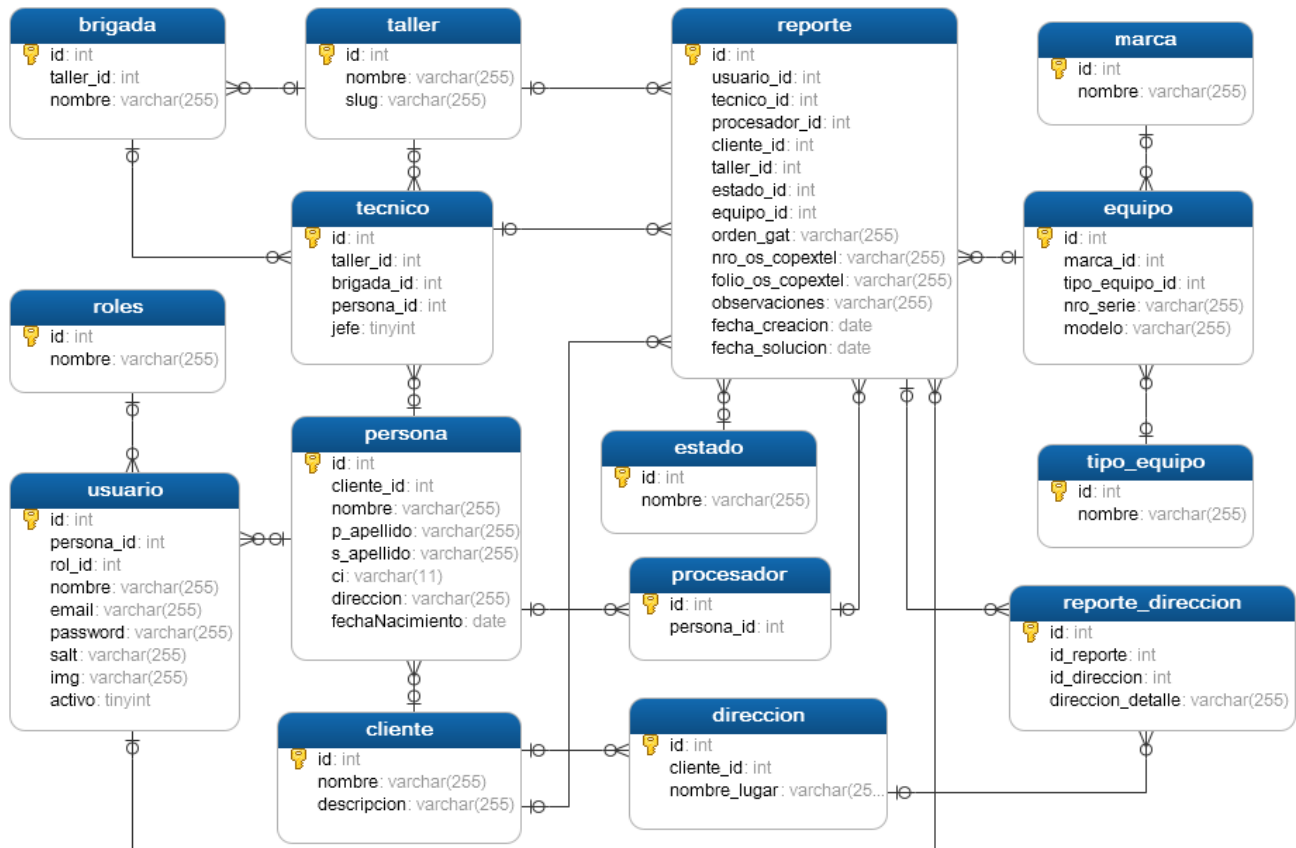 brigada
id: int
taller_id: int
nombre: varchar(255)
taller
id: int
nombre: varchar(255)
slug: varchar(255)
reporte
id: int
usuario_id: int
tecnico_id: int
procesador_id: int
cliente_id: int
taller_id: int
estado_id: int
equipo_id: int
orden_gat: varchar(255)
nro_os_copextel: varchar(255)
folio_os_copextel: varchar(255)
observaciones: varchar(255)
fecha_creacion: date
fecha_solucion: date
marca
id: int
nombre: varchar(255)
tecnico
id: int
taller_id: int
brigada_id: int
persona_id: int
jefe: tinyint
equipo
id: int
marca_id: int
tipo_equipo_id: int
nro_serie: varchar(255)
modelo: varchar(255)
roles
id: int
nombre: varchar(255)
persona
id: int
cliente_id: int
nombre: varchar(255)
p_apellido: varchar(255)
s_apellido: varchar(255)
ci: varchar(11)
direccion: varchar(255)
fechaNacimiento: date
estado
id: int
nombre: varchar(255)
tipo_equipo
id: int
nombre: varchar(255)
usuario
id: int
persona_id: int
rol_id: int
nombre: varchar(255)
email: varchar(255)
password: varchar(255)
salt: varchar(255)
img: varchar(255)
activo: tinyint
procesador
id: int
persona_id: int
reporte_direccion
id: int
id_reporte: int
id_direccion: int
direccion_detalle: varchar(255)
cliente
id: int
nombre: varchar(255)
descripcion: varchar(255)
direccion
id: int
cliente_id: int
nombre_lugar: varchar(25...